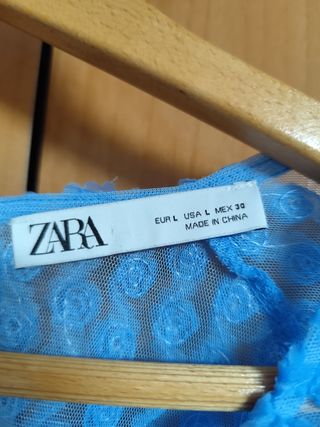 ZARA
EUR L USA L MEX 30
MADE IN CHINA